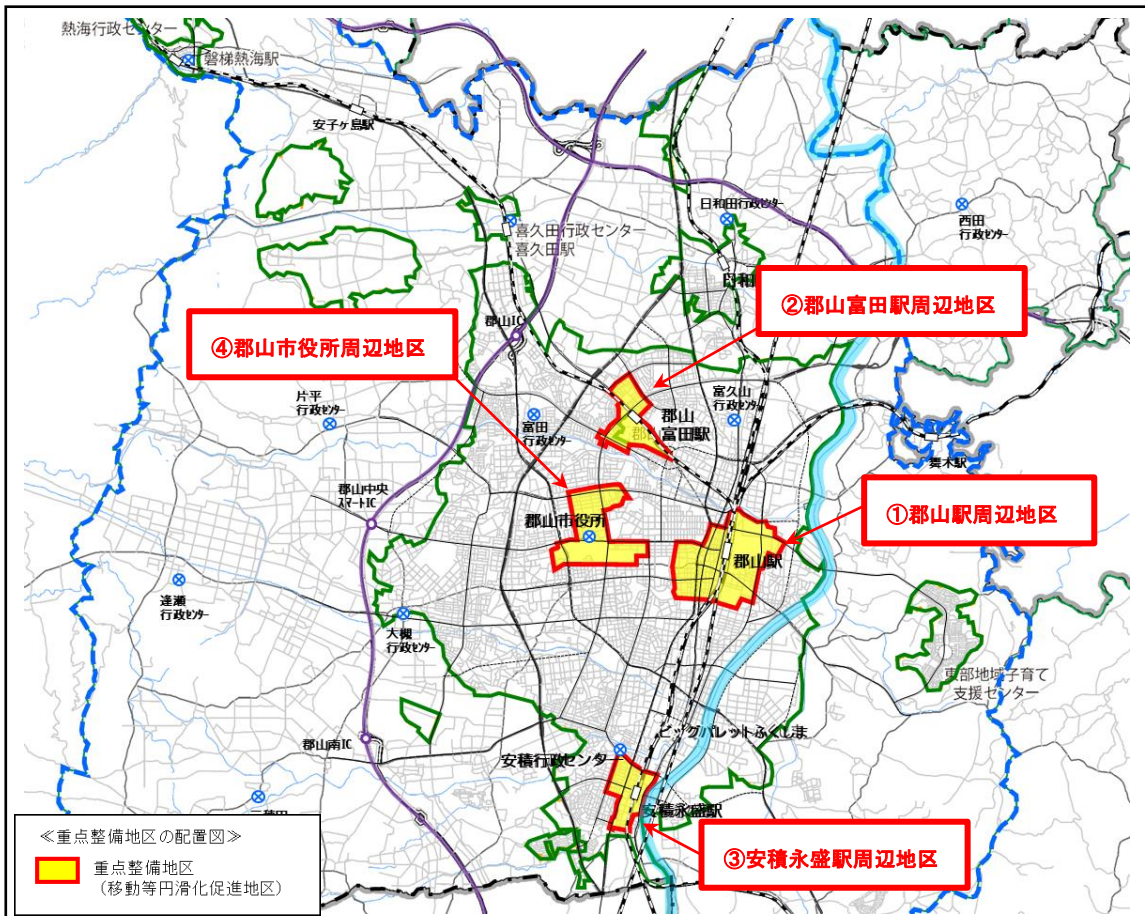 熱海行政センター
磐梯熱海駅
安子ヶ島駅
日和田行政センター
西田
行政センター
喜久田行政センター
喜久田駅
②郡山富田駅周辺地区
④郡山市役所周辺地区
郡山IC
片平
行政センター
富田
行政センター
郡山
富田駅
富久山
行政センター
舞木駅
郡山中央
スマートIC
郡山市役所
①郡山駅周辺地区
郡山駅
逢瀬
行政センター
大槻
行政センター
東部地域子育て
支援センター
ビッグパレットふくしま
郡山南IC
安積行政センター
安積永盛駅
③安積永盛駅周辺地区
≪重点整備地区の配置図≫
重点整備地区
(移動等円滑化促進地区)